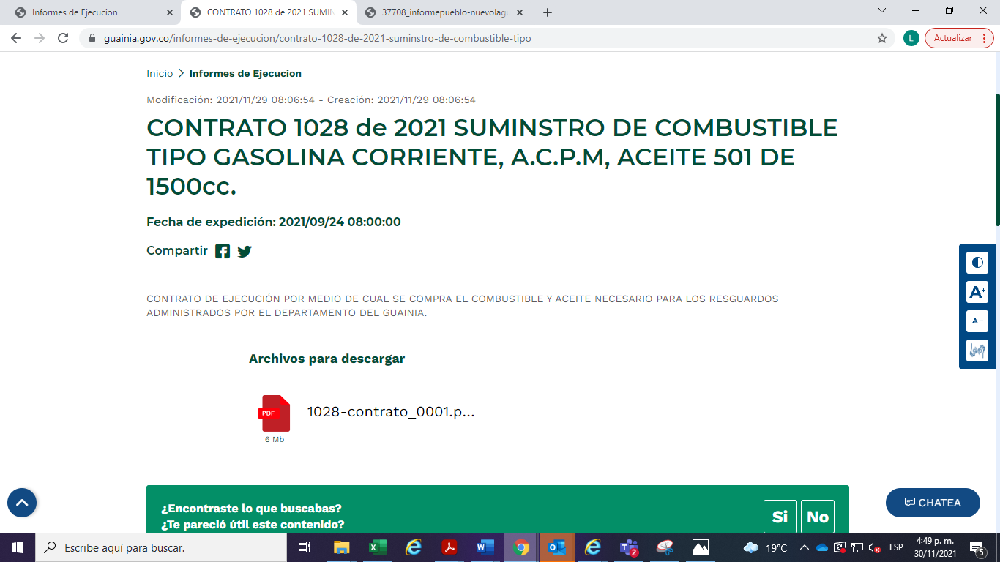 Informes de Ejecucion
CONTRATO 1028 de 2021 SUMIN
37708_informepueblo-nuevolagu
guainia.gov.co/informes-de-ejecucion/contrato-1028-de-2021-suminstro-de-combustible-tipo
L
Actualizar
Inicio > Informes de Ejecucion
Modificación: 2021/11/29 08:06:54 - Creación: 2021/11/29 08:06:54
CONTRATO 1028 de 2021 SUMINSTRO DE COMBUSTIBLE
TIPO GASOLINA CORRIENTE, A.C.P.M, ACEITE 501 DE
1500cc.
Fecha de expedición: 2021/09/24 08:00:00
Compartir
A+
A-
CONTRATO DE EJECUCIÓN POR MEDIO DE CUAL SE COMPRA EL COMBUSTIBLE Y ACEITE NECESARIO PARA LOS RESGUARDOS
ADMINISTRADOS POR EL DEPARTAMENTO DEL GUAINIA.
Archivos para descargar
PDF
1028-contrato_0001.p...
6 Mb
¿Encontraste lo que buscabas?
¿Te pareció útil este contenido?
Si No
CHATEA
Escribe aquí para buscar.
2
19°C
ESP
4:49 p. m.
30/11/2021
5